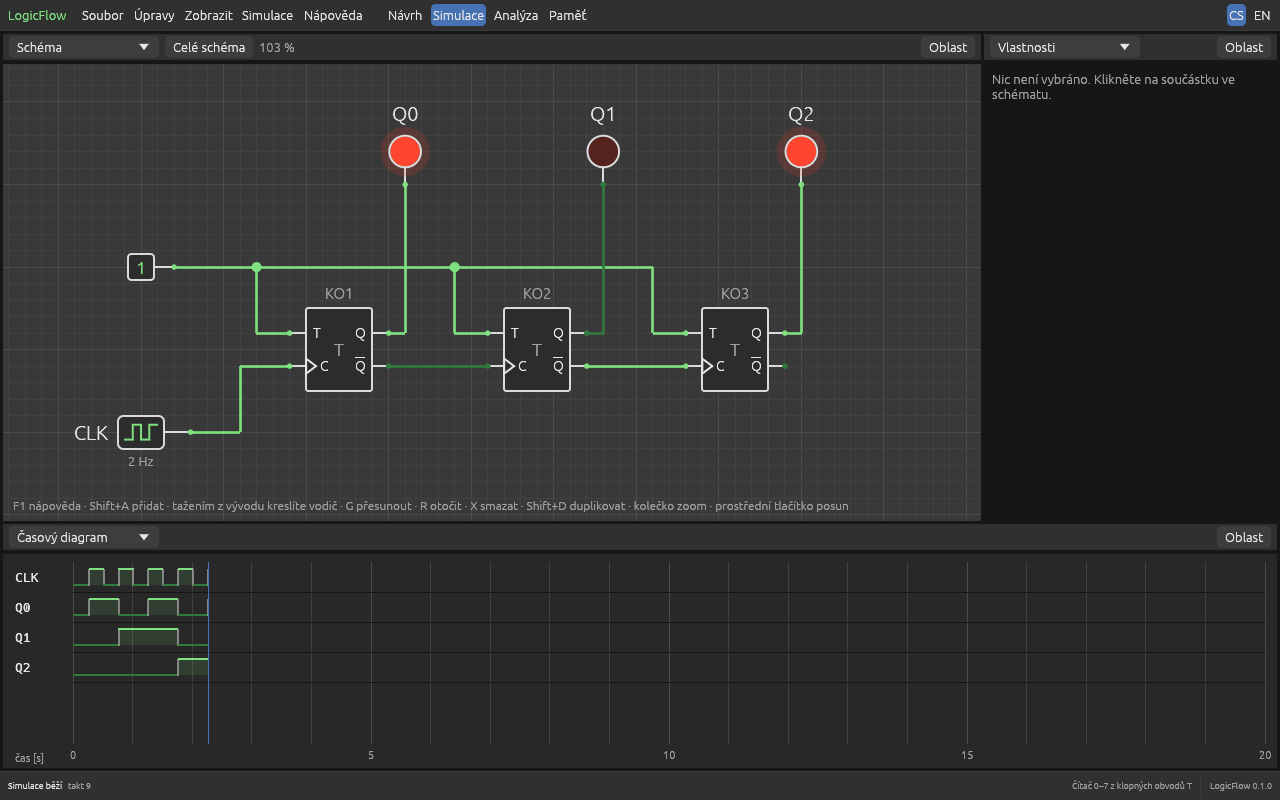 LogicFlow Soubor Úpravy Zobrazit Simulace Nápověda Návrh Simulace Analýza Paměť CS EN
Schéma Celé schéma 103 % Oblast
Vlastnosti Oblast
Nic není vybráno. Klikněte na součástku ve
schématu.
Q0 Q1 Q2
1
KO1 KO2 KO3
T Q T Q T Q
T T T
C Q C Q C Q
CLK
2 Hz
F1 nápověda · Shift+A přidat · tažením z vývodu kreslíte vodič · G přesunout · R otočit · X smazat · Shift+D duplikovat · kolečko zoom · prostřední tlačítko posun
Časový diagram Oblast
CLK
Q0
Q1
Q2
čas [s] 0 5 10 15 20
Simulace běží takt 9 Čítač 0–7 z klopných obvodů T LogicFlow 0.1.0